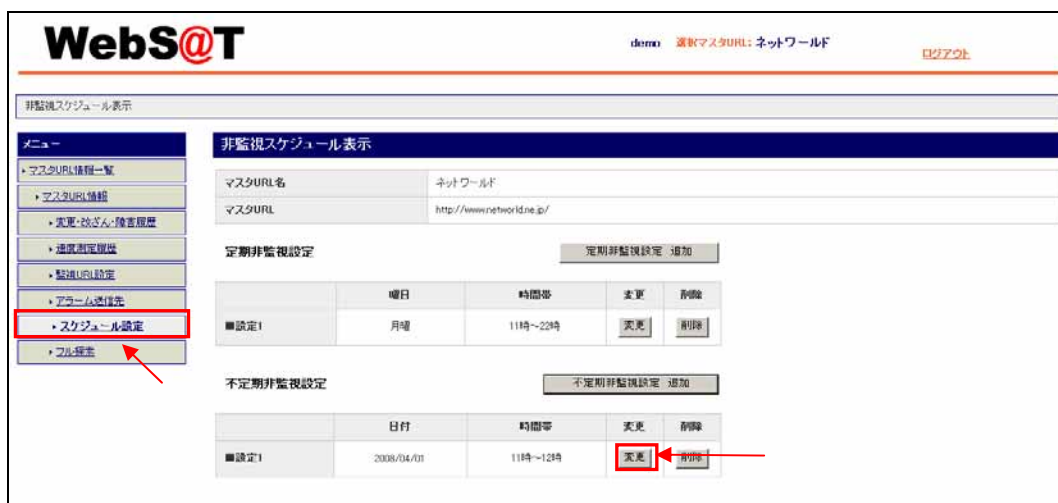 WebS@T
demo 選択マスタURL: ネットワールド
ログアウト
非監視スケジュール表示
メニュー
マスタURL情報一覧
マスタURL情報
変更・改ざん・障害履歴
速度測定履歴
監視URL設定
アラーム送信先
スケジュール設定
フル探査
非監視スケジュール表示
マスタURL名 ネットワールド
マスタURL http://www.networld.ne.jp/
定期非監視設定 定期非監視設定 追加
曜日 時間帯 変更 削除
■設定1 月曜 11時～22時 変更 削除
不定期非監視設定 不定期非監視設定 追加
日付 時間帯 変更 削除
■設定1 2008/04/01 11時～12時 変更 削除